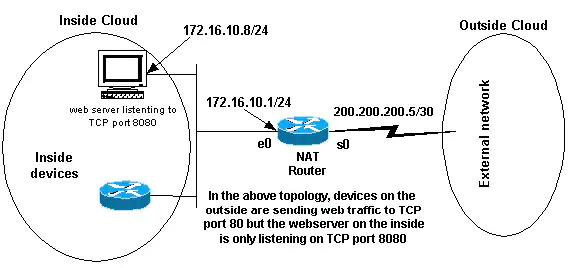 Inside Cloud
Outside Cloud
172.16.10.8/24
web server listenting to
TCP port 8080
172.16.10.1/24
200.200.200.5/30
External network
e0
s0
NAT
Router
Inside
devices
In the above topology, devices on the
outside are sending web traffic to TCP
port 80 but the webserver on the inside
is only listening on TCP port 8080